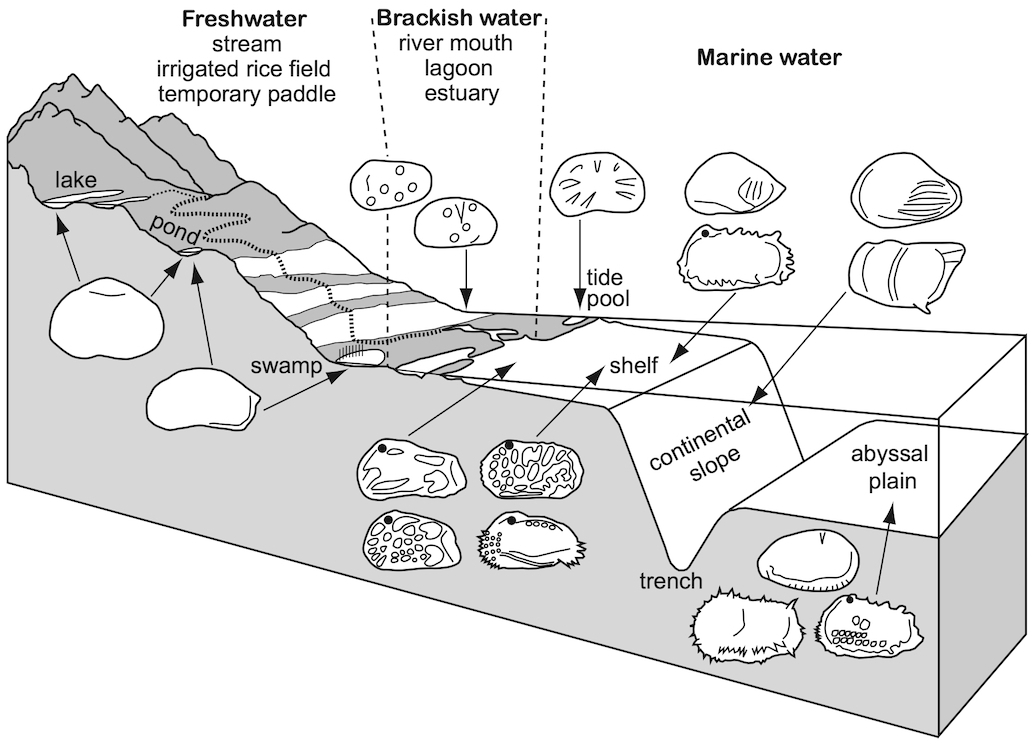 Freshwater
stream
irrigated rice field
temporary paddle
Brackish water
river mouth
lagoon
estuary
Marine water
lake
pond
swamp
tide
pool
shelf
continental
slope
abyssal
plain
trench